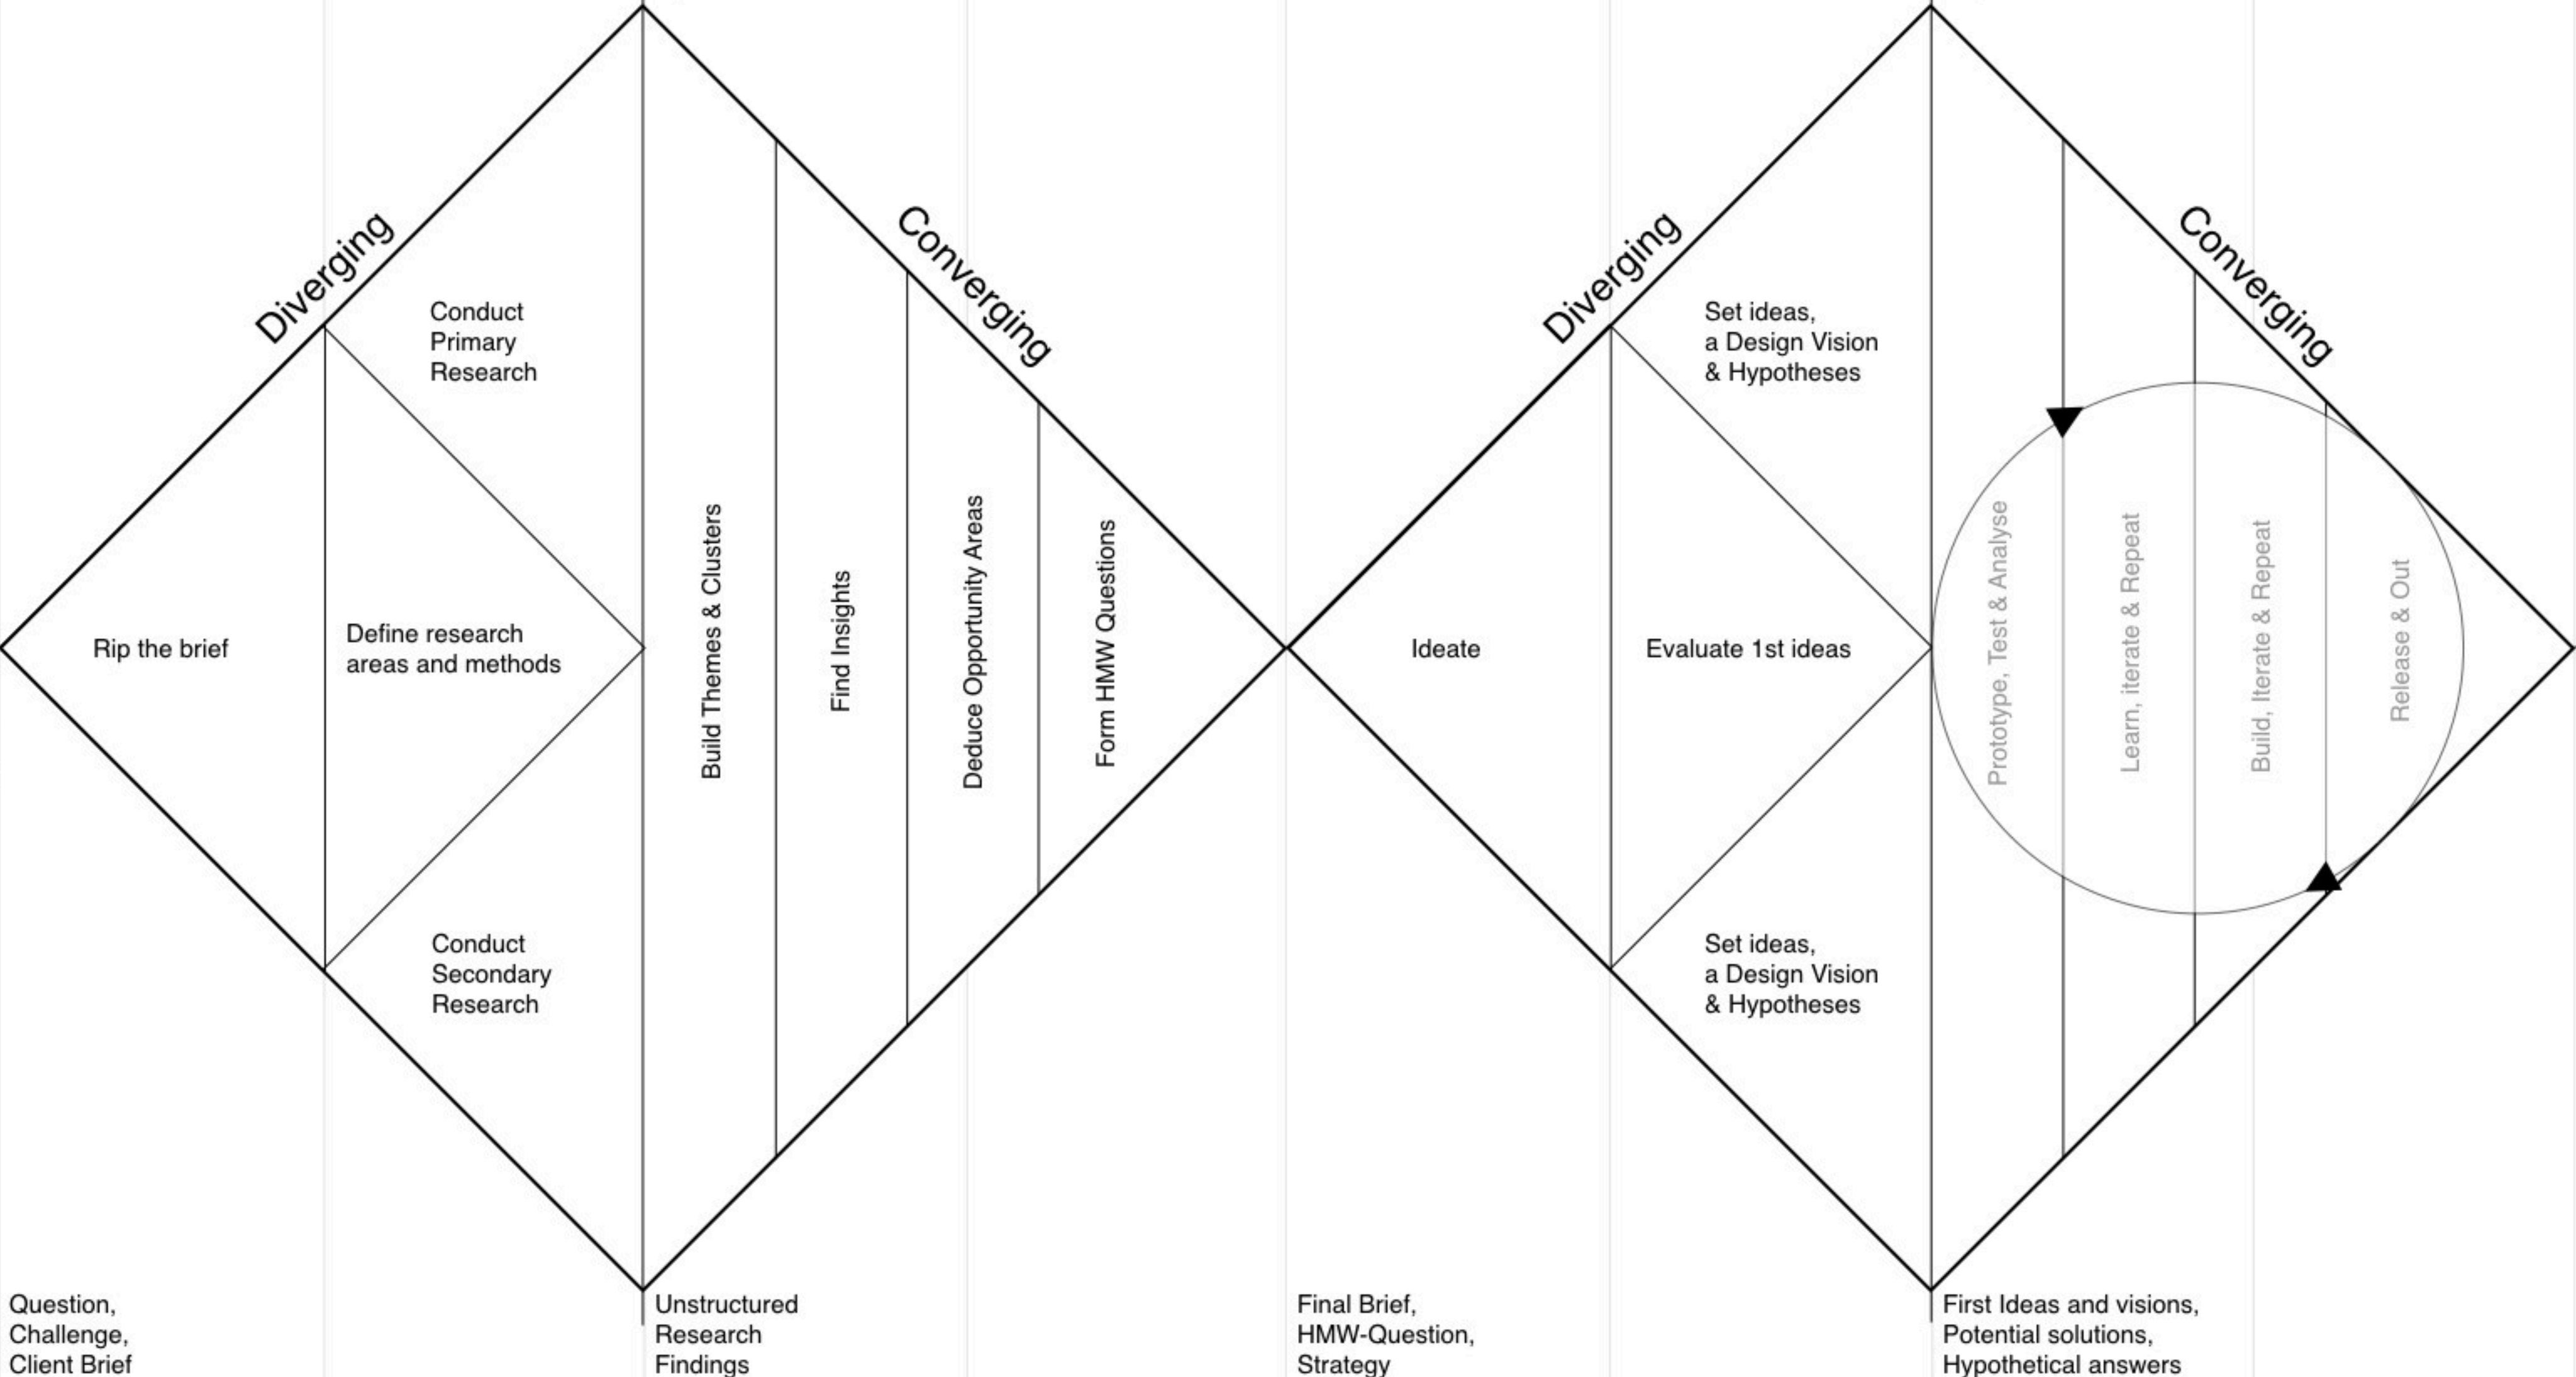 Diverging
Converging
Conduct
Primary
Research
Rip the brief
Define research
areas and methods
Conduct
Secondary
Research
Build Themes & Clusters
Find Insights
Deduce Opportunity Areas
Form HMW Questions
Diverging
Converging
Set ideas,
a Design Vision
& Hypotheses
Ideate
Evaluate 1st ideas
Set ideas,
a Design Vision
& Hypotheses
Prototype, Test & Analyse
Learn, iterate & Repeat
Build, Iterate & Repeat
Release & Out
Question,
Challenge,
Client Brief
Unstructured
Research
Findings
Final Brief,
HMW-Question,
Strategy
First Ideas and visions,
Potential solutions,
Hypothetical answers